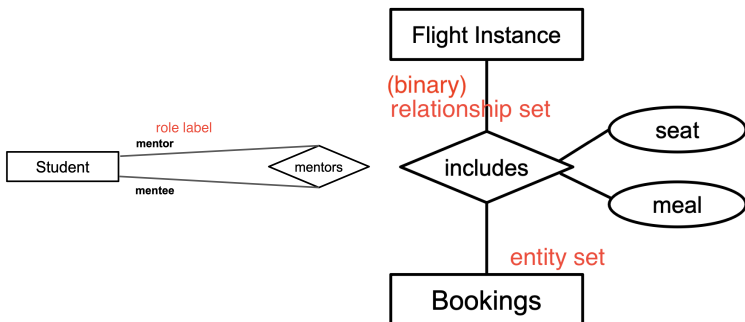 Flight Instance
(binary)
relationship set
role label
mentor
Student
mentors
mentee
includes
seat
meal
entity set
Bookings